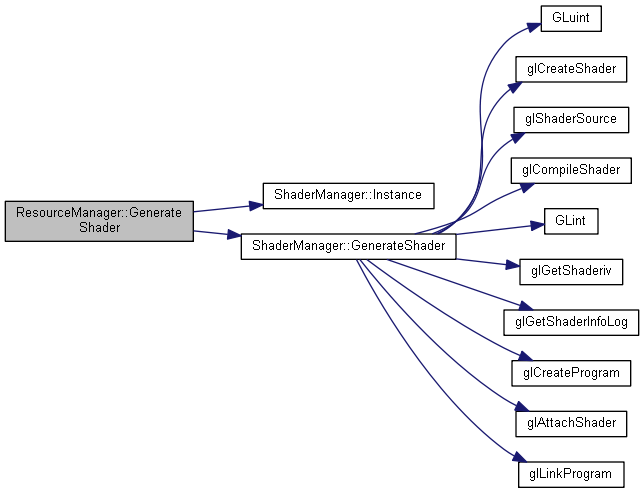 ResourceManager::Generate
Shader
ShaderManager::Instance
ShaderManager::GenerateShader
GLuint
glCreateShader
glShaderSource
glCompileShader
GLint
glGetShaderiv
glGetShaderInfoLog
glCreateProgram
glAttachShader
glLinkProgram